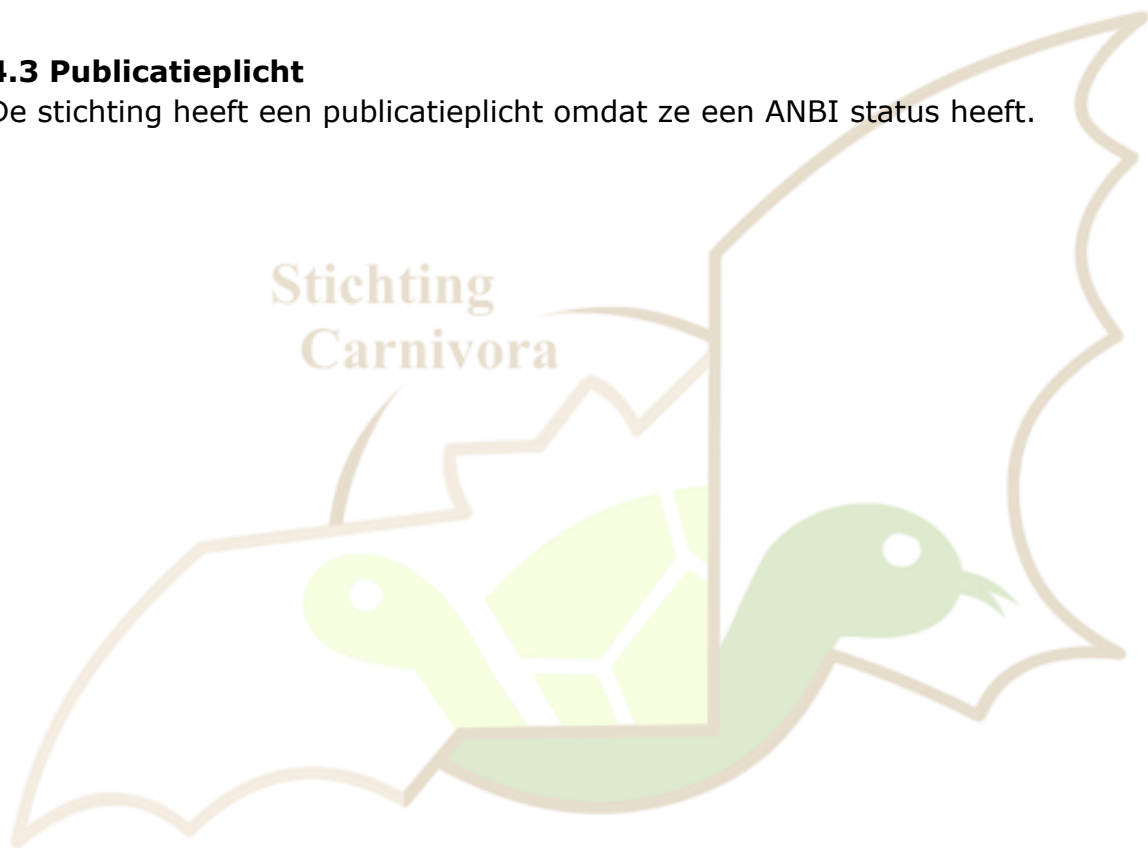 4.3 Publicatieplicht
De stichting heeft een publicatieplicht omdat ze een ANBI status heeft.
Stichting
Carnivora